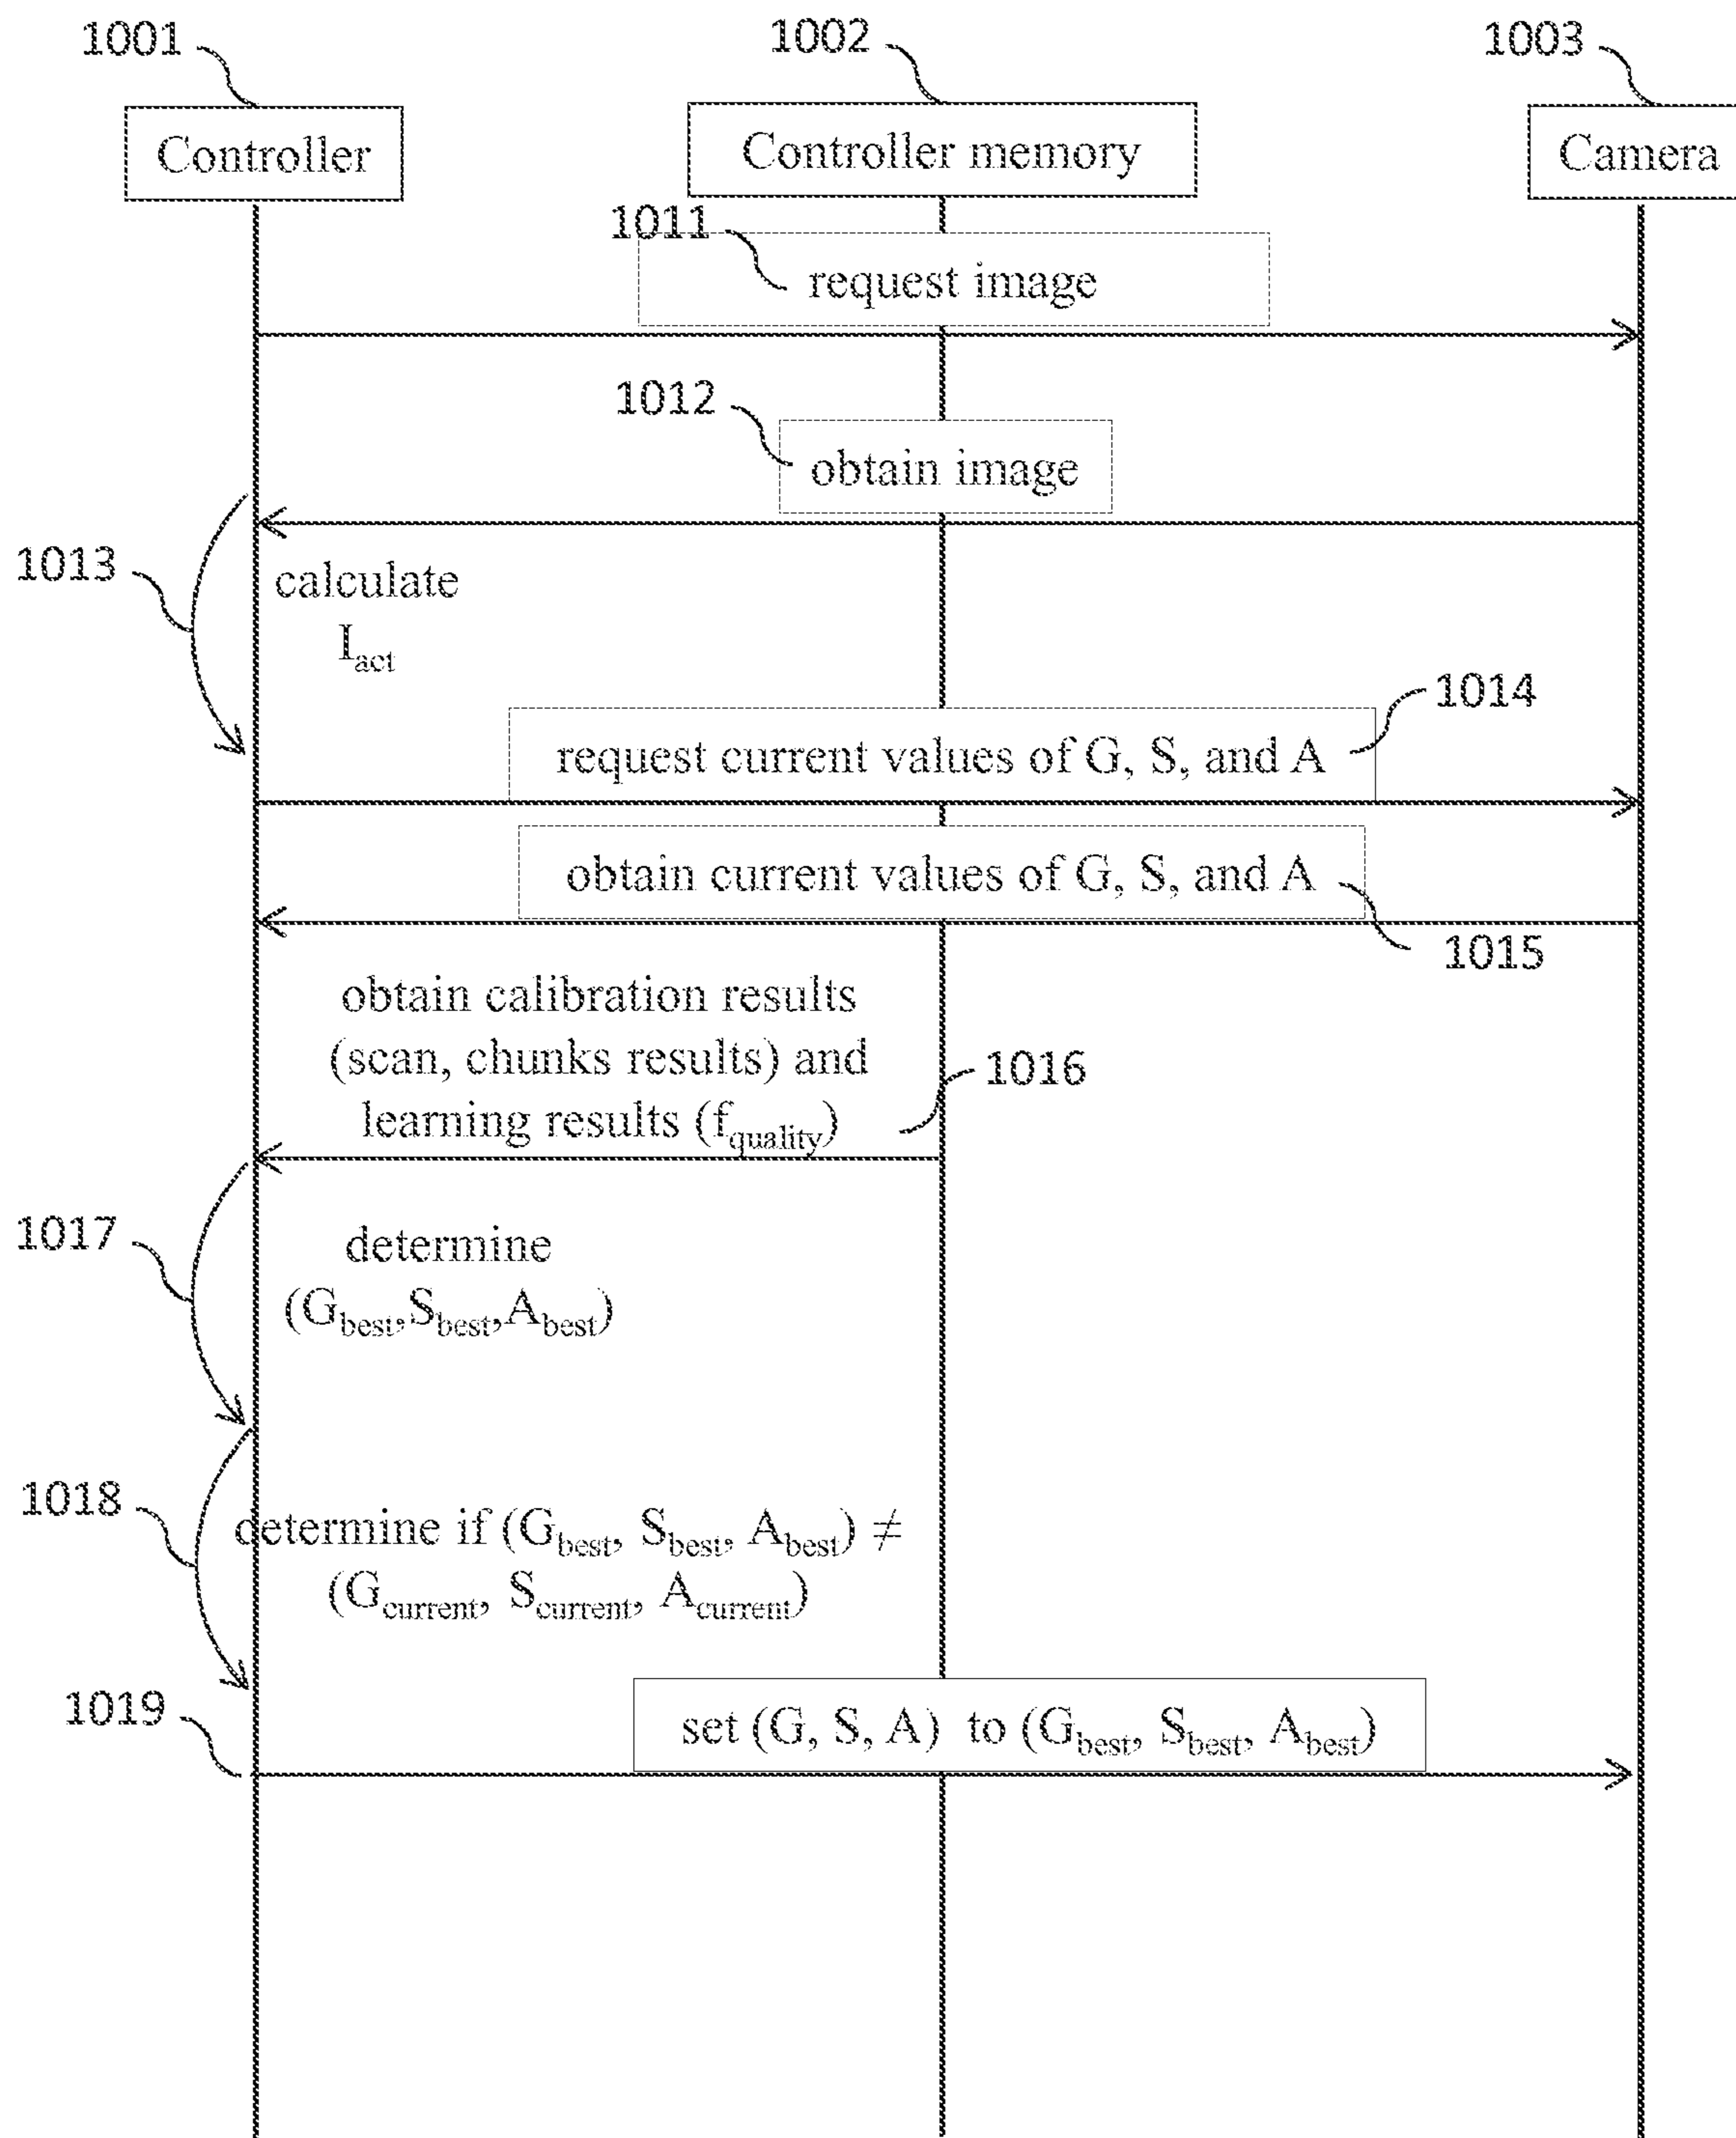 1001
1002
1003
Controller
Controller memory
Camera
1011
request image
1012
obtain image
1013
calculate
I_act
1014
request current values of G, S, and A
obtain current values of G, S, and A
1015
obtain calibration results
(scan, chunks results) and
learning results (f_quality)
1016
1017
determine
(G_best, S_best, A_best)
1018
determine if (G_best, S_best, A_best) ≠
(G_current, S_current, A_current)
1019
set (G, S, A) to (G_best, S_best, A_best)